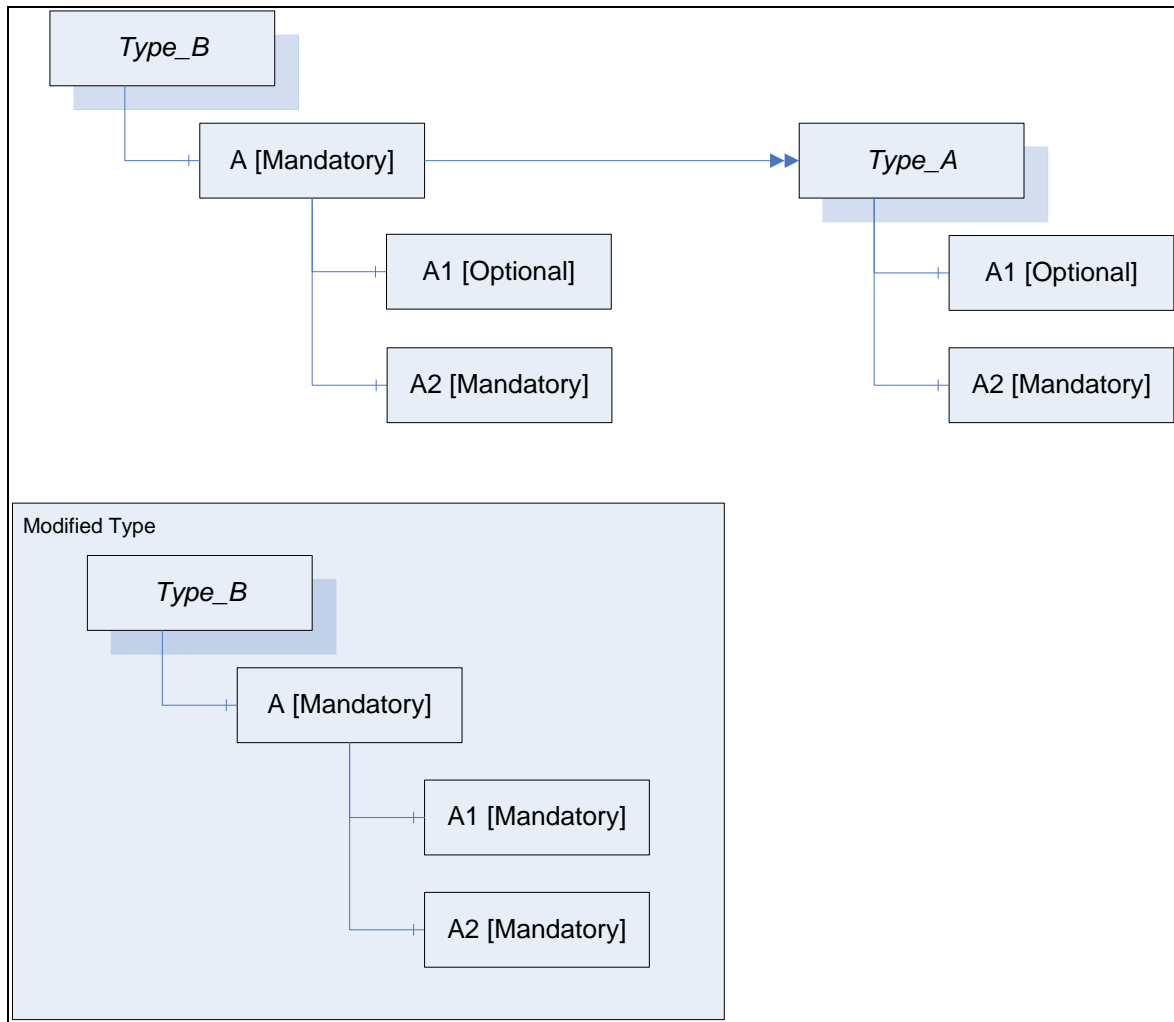 Type_B
A [Mandatory]
Type_A
A1 [Optional]
A1 [Optional]
A2 [Mandatory]
A2 [Mandatory]
Modified Type
Type_B
A [Mandatory]
A1 [Mandatory]
A2 [Mandatory]